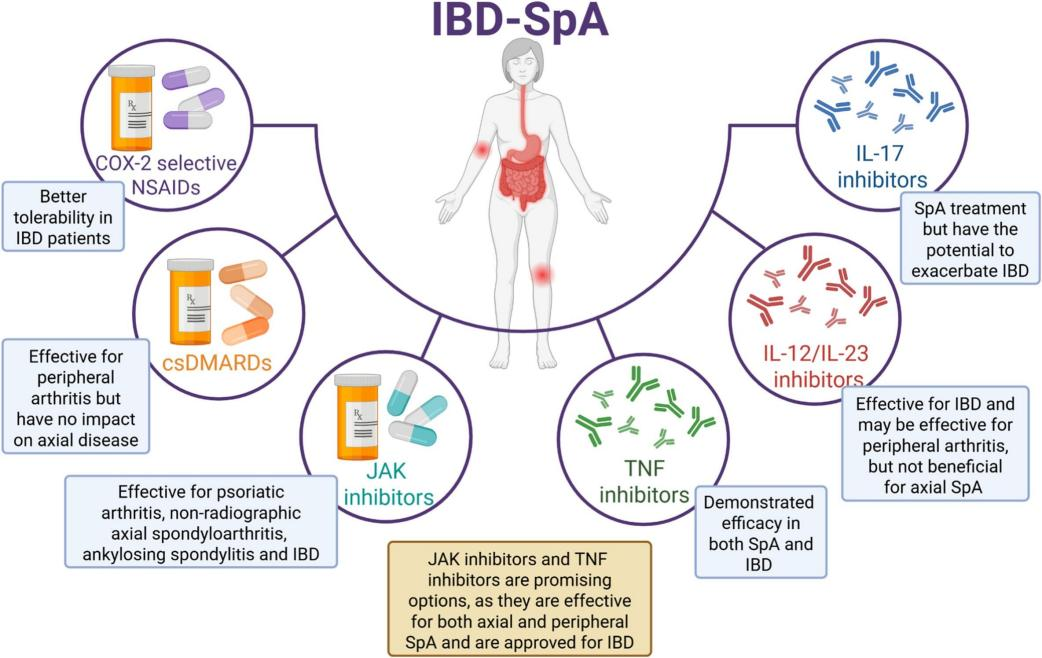 IBD-SpA
Rx
COX-2 selective
NSAIDs
Better
tolerability in
IBD patients
Rx
csDMARDs
Effective for
peripheral
arthritis but
have no impact
on axial disease
Rx
JAK
inhibitors
Effective for psoriatic
arthritis, non-radiographic
axial spondyloarthritis,
ankylosing spondylitis and IBD
JAK inhibitors and TNF
inhibitors are promising
options, as they are effective
for both axial and peripheral
SpA and are approved for IBD
TNF
inhibitors
Demonstrated
efficacy in
both SpA and
IBD
IL-12/IL-23
inhibitors
Effective for IBD and
may be effective for
peripheral arthritis,
but not beneficial
for axial SpA
IL-17
inhibitors
SpA treatment
but have the
potential to
exacerbate IBD